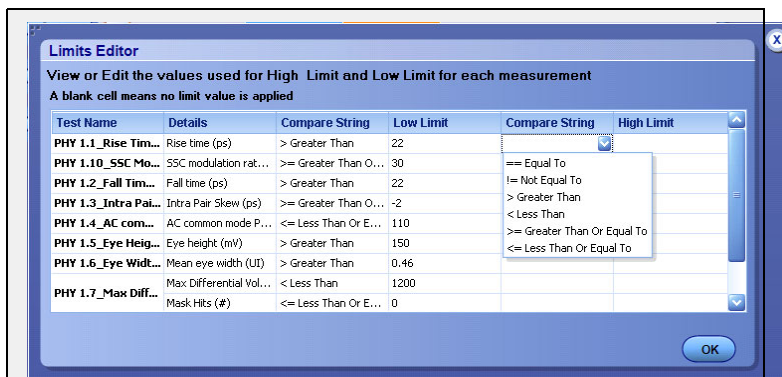 Limits Editor
X
View or Edit the values used for High Limit and Low Limit for each measurement
A blank cell means no limit value is applied
Test Name Details Compare String Low Limit Compare String High Limit
PHY 1.1_Rise Tim... Rise time (ps) > Greater Than 22
PHY 1.10_SSC Mo... SSC modulation rat... >= Greater Than O... 30
PHY 1.2_Fall Tim... Fall time (ps) > Greater Than 22
PHY 1.3_Intra Pai... Intra Pair Skew (ps) >= Greater Than O... -2
PHY 1.4_AC com... AC common mode P... <= Less Than Or E... 110
PHY 1.5_Eye Heig... Eye height (mV) > Greater Than 150
PHY 1.6_Eye Widt... Mean eye width (UI) > Greater Than 0.46
PHY 1.7_Max Diff... Max Differential Vol... < Less Than 1200
Mask Hits (#) <= Less Than Or E... 0
== Equal To
!= Not Equal To
> Greater Than
< Less Than
>= Greater Than Or Equal To
<= Less Than Or Equal To
OK